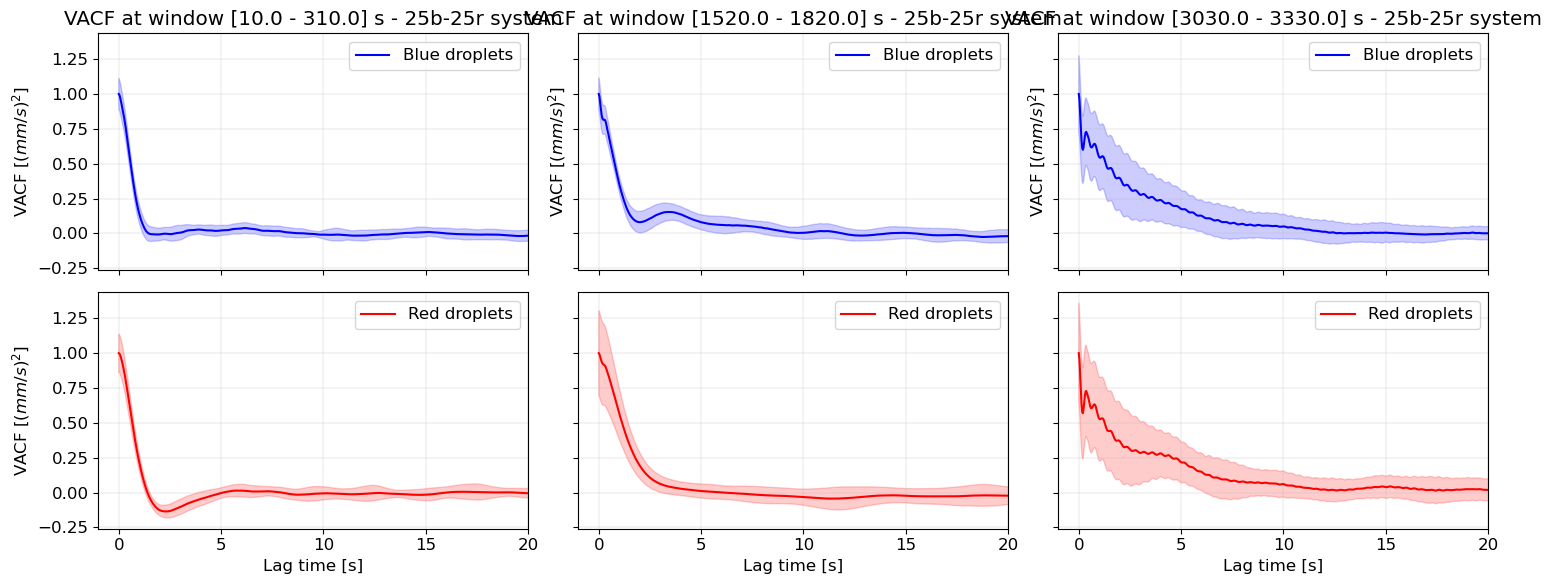 VACF at window [10.0 - 310.0] s - 25b-25r system
VACF at window [1520.0 - 1820.0] s - 25b-25r system
VACF at window [3030.0 - 3330.0] s - 25b-25r system
Blue droplets
Blue droplets
Blue droplets
VACF [(mm/s)²]
VACF [(mm/s)²]
VACF [(mm/s)²]
1.25
1.00
0.75
0.50
0.25
0.00
−0.25
Red droplets
Red droplets
Red droplets
VACF [(mm/s)²]
1.25
1.00
0.75
0.50
0.25
0.00
−0.25
0 5 10 15 20
0 5 10 15 20
0 5 10 15 20
Lag time [s]
Lag time [s]
Lag time [s]